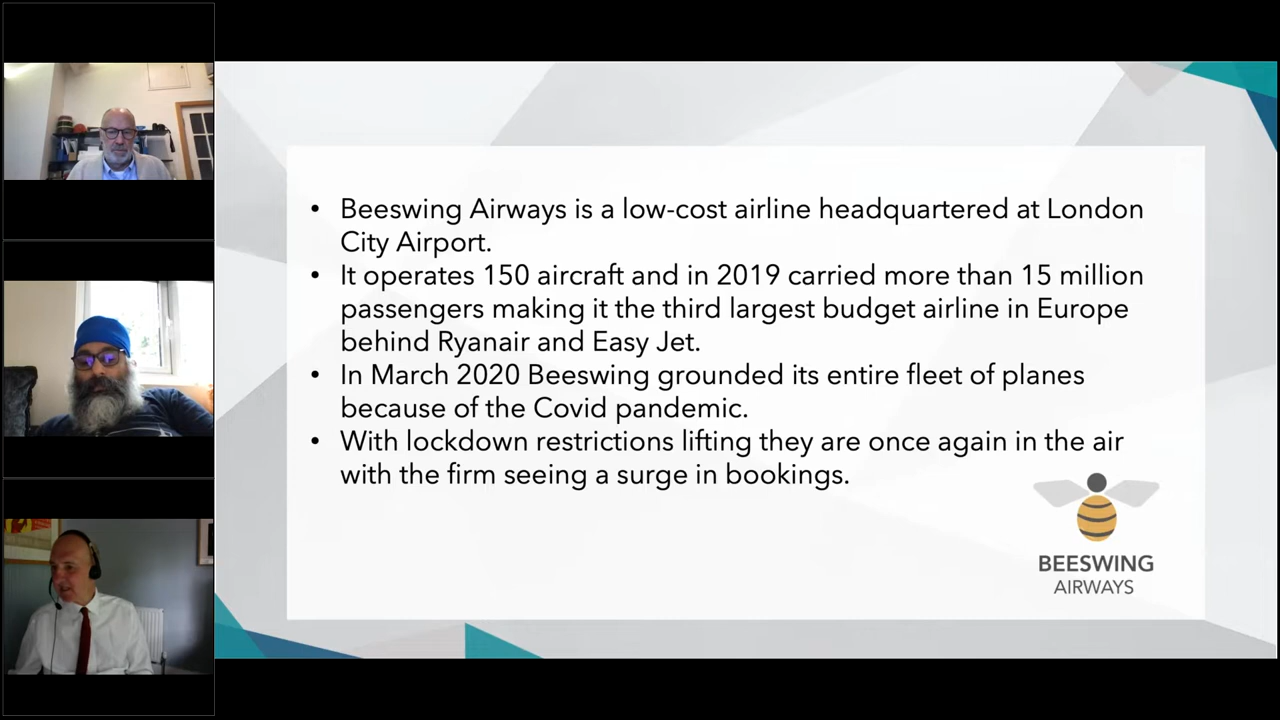 • Beeswing Airways is a low-cost airline headquartered at London
City Airport.
• It operates 150 aircraft and in 2019 carried more than 15 million
passengers making it the third largest budget airline in Europe
behind Ryanair and Easy Jet.
• In March 2020 Beeswing grounded its entire fleet of planes
because of the Covid pandemic.
• With lockdown restrictions lifting they are once again in the air
with the firm seeing a surge in bookings.
BEESWING
AIRWAYS